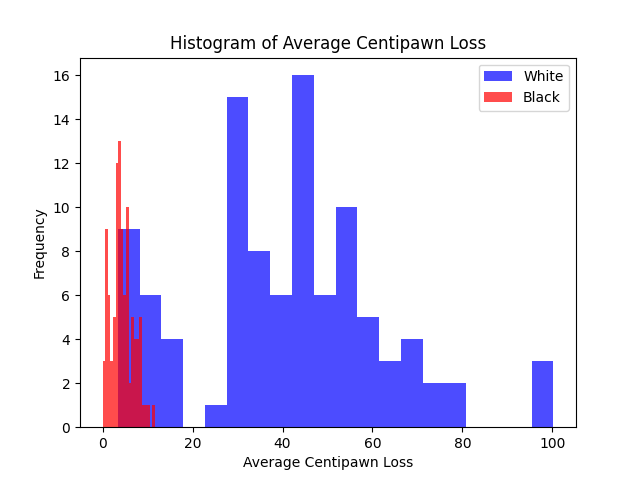 Histogram of Average Centipawn Loss
White
Black
16
14
12
10
8
6
4
2
0
Frequency
0 20 40 60 80 100
Average Centipawn Loss